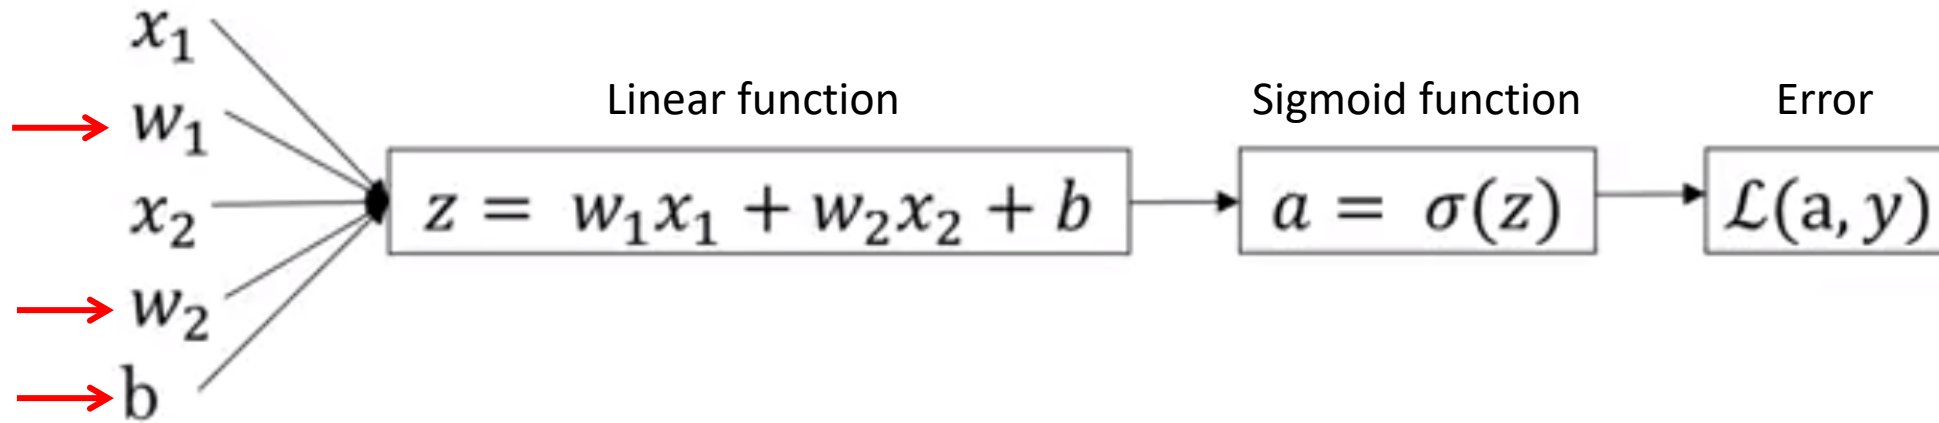 x₁
w₁
x₂
w₂
b
Linear function
z = w₁x₁ + w₂x₂ + b
Sigmoid function
a = σ(z)
Error
ℒ(a, y)